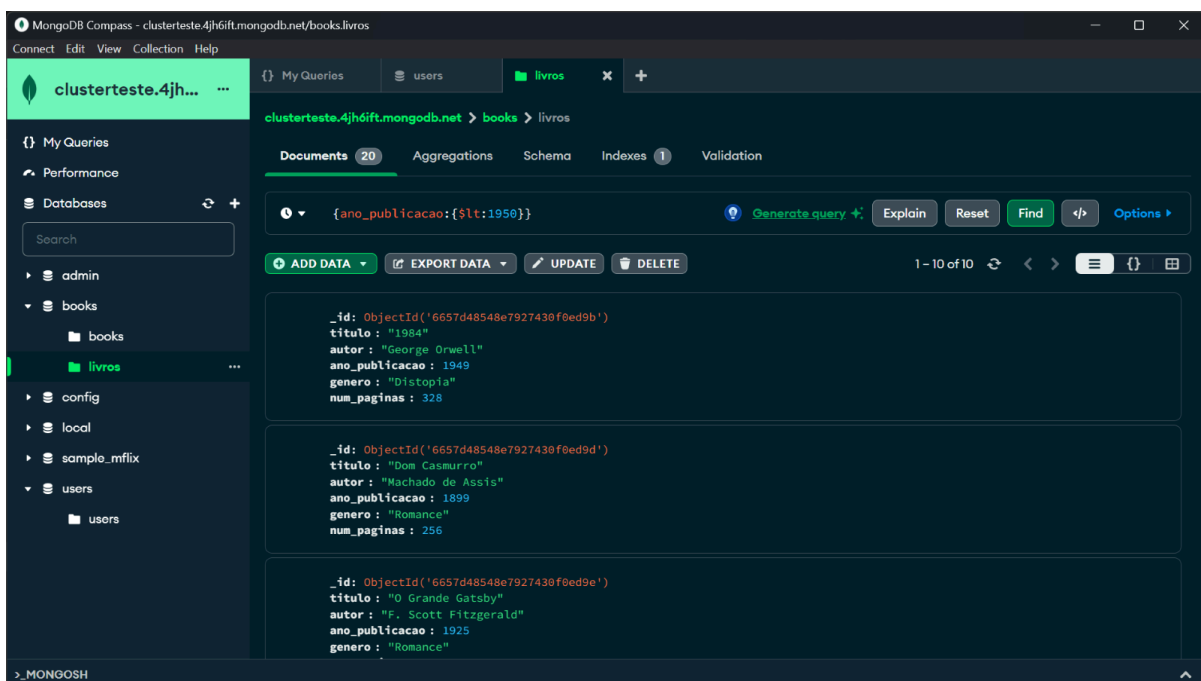 MongoDB Compass - clusterteste.4jh6ift.mongodb.net/books.livros
Connect Edit View Collection Help
clusterteste.4jh... ...
{} My Queries
users
livros
clusterteste.4jh6ift.mongodb.net > books > livros
My Queries
Performance
Databases
Search
admin
books
books
livros
config
local
sample_mflix
users
users
Documents 20 Aggregations Schema Indexes 1 Validation
{ano_publicacao:{$lt:1950}}
Generate query Explain Reset Find </> Options
ADD DATA EXPORT DATA UPDATE DELETE 1 – 10 of 10 {}
_id: ObjectId('6657d48548e7927430f0ed9b')
titulo : "1984"
autor : "George Orwell"
ano_publicacao : 1949
genero : "Distopia"
num_paginas : 328
_id: ObjectId('6657d48548e7927430f0ed9d')
titulo : "Dom Casmurro"
autor : "Machado de Assis"
ano_publicacao : 1899
genero : "Romance"
num_paginas : 256
_id: ObjectId('6657d48548e7927430f0ed9e')
titulo : "O Grande Gatsby"
autor : "F. Scott Fitzgerald"
ano_publicacao : 1925
genero : "Romance"
>_MONGOSH